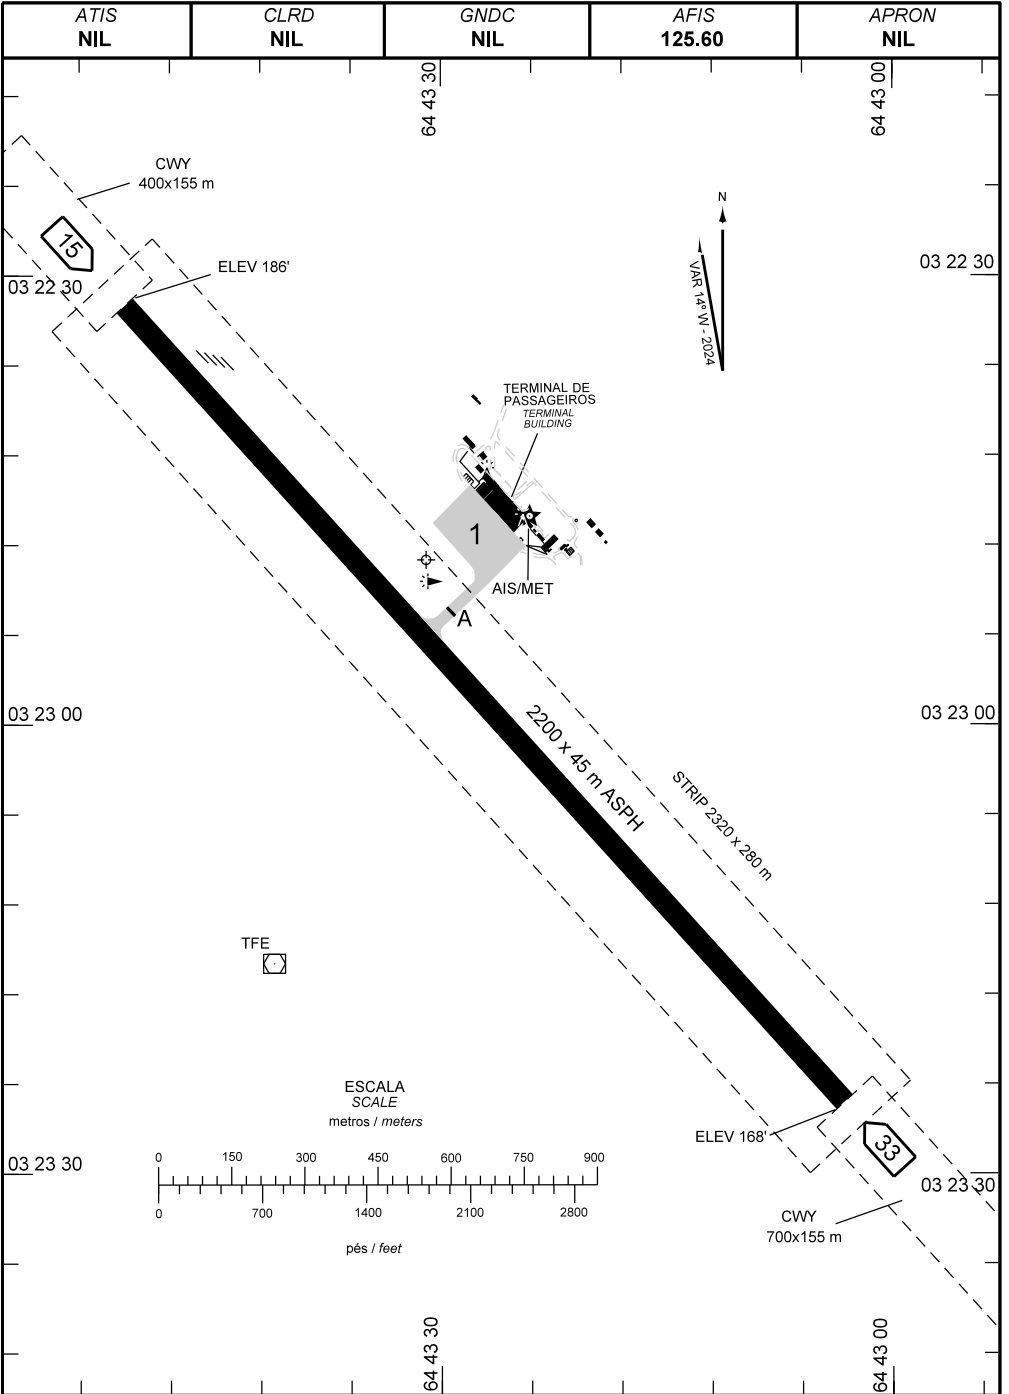 ATIS
NIL
CLRD
NIL
GNDC
NIL
AFIS
125.60
APRON
NIL
64 43 30
64 43 00
CWY
400x155 m
15
N
ELEV 186'
03 22 30
03 22 30
VAR 14º W - 2024
TERMINAL DE
PASSAGEIROS
TERMINAL
BUILDING
1
AIS/MET
A
03 23 00
03 23 00
2200 x 45 m ASPH
STRIP 2320 x 280 m
TFE
ESCALA
SCALE
metros / meters
0 150 300 450 600 750 900
0 700 1400 2100 2800
pés / feet
ELEV 168'
33
03 23 30
03 23 30
CWY
700x155 m
64 43 30
64 43 00